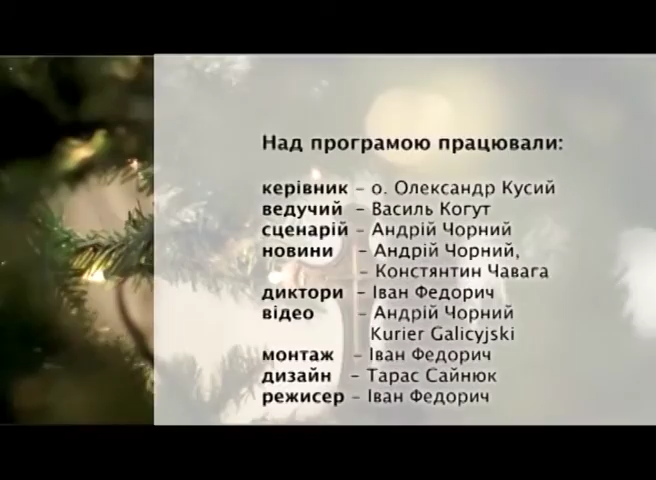 Над програмою працювали:
керівник – о. Олександр Кусий
ведучий – Василь Когут
сценарій – Андрій Чорний
новини – Андрій Чорний,
– Констянтин Чавага
диктори – Іван Федорич
відео – Андрій Чорний
Kurier Galicyjski
монтаж – Іван Федорич
дизайн – Тарас Сайнюк
режисер – Іван Федорич